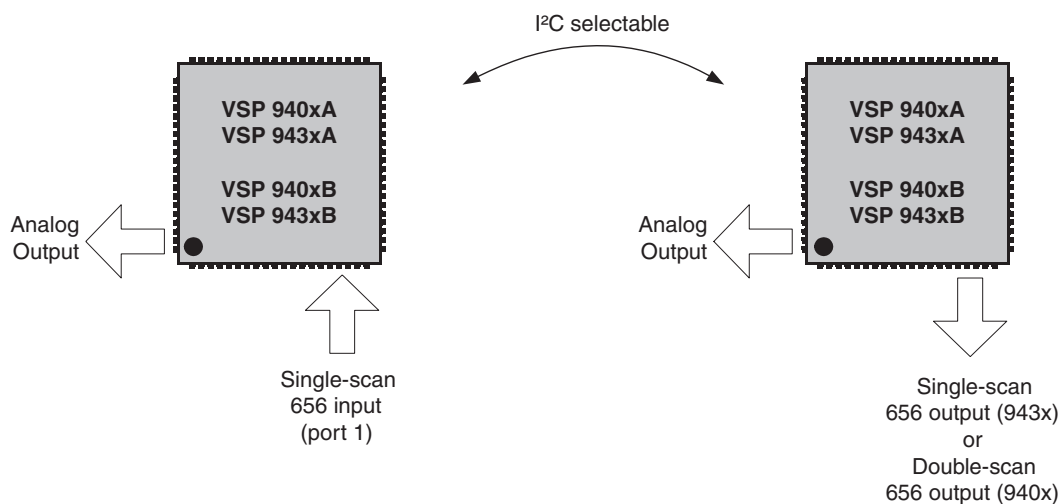 I²C selectable
VSP 940xA
VSP 943xA
VSP 940xB
VSP 943xB
Analog
Output
Single-scan
656 input
(port 1)
VSP 940xA
VSP 943xA
VSP 940xB
VSP 943xB
Analog
Output
Single-scan
656 output (943x)
or
Double-scan
656 output (940x)